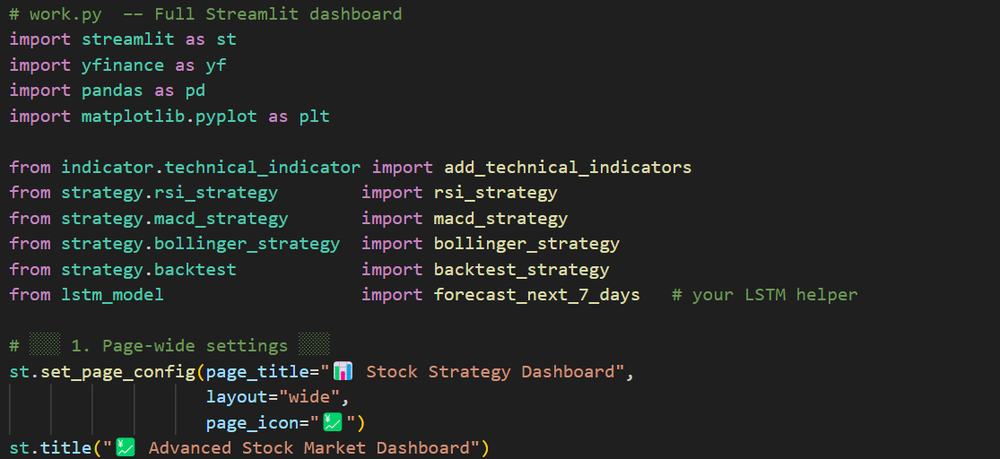 # work.py  -- Full Streamlit dashboard
import streamlit as st
import yfinance as yf
import pandas as pd
import matplotlib.pyplot as plt

from indicator.technical_indicator import add_technical_indicators
from strategy.rsi_strategy        import rsi_strategy
from strategy.macd_strategy       import macd_strategy
from strategy.bollinger_strategy  import bollinger_strategy
from strategy.backtest            import backtest_strategy
from lstm_model                   import forecast_next_7_days   # your LSTM helper

# ░░░ 1. Page-wide settings ░░░
st.set_page_config(page_title="📊 Stock Strategy Dashboard",
                   layout="wide",
                   page_icon="💹")
st.title("💹 Advanced Stock Market Dashboard")